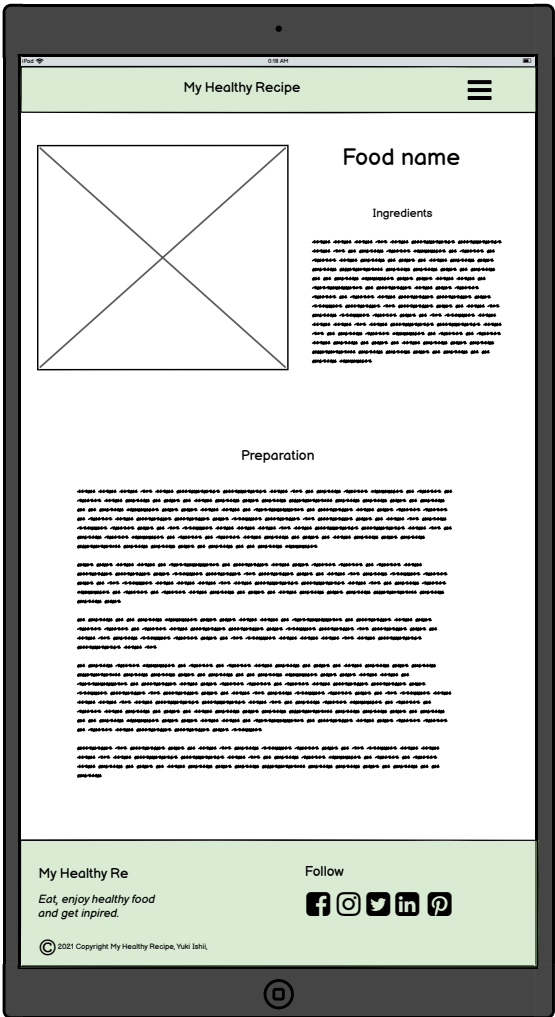 iPad
0:18 AM
My Healthy Recipe
Food name
Ingredients
Preparation
My Healthy Re
Follow
Eat, enjoy healthy food
and get inpired.
© 2021 Copyright My Healthy Recipe, Yuki Ishii,